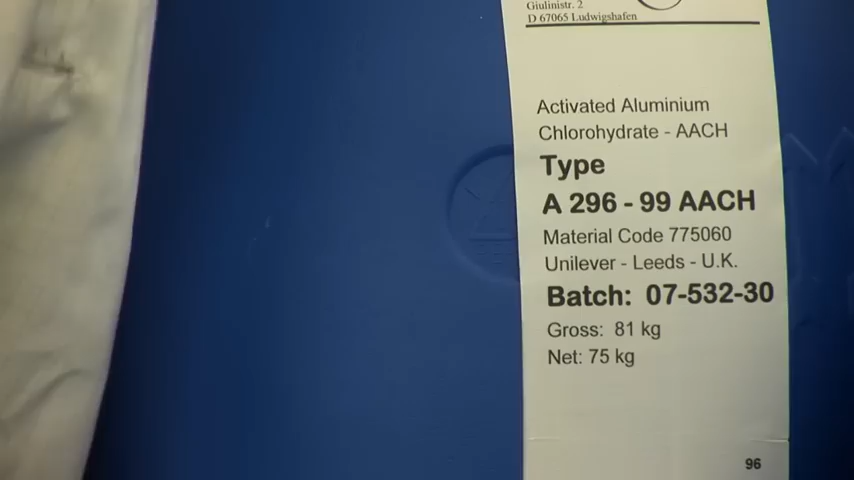 Giulinistr. 2
D 67065 Ludwigshafen
Activated Aluminium
Chlorohydrate - AACH
Type
A 296 - 99 AACH
Material Code 775060
Unilever - Leeds - U.K.
Batch: 07-532-30
Gross: 81 kg
Net: 75 kg
96